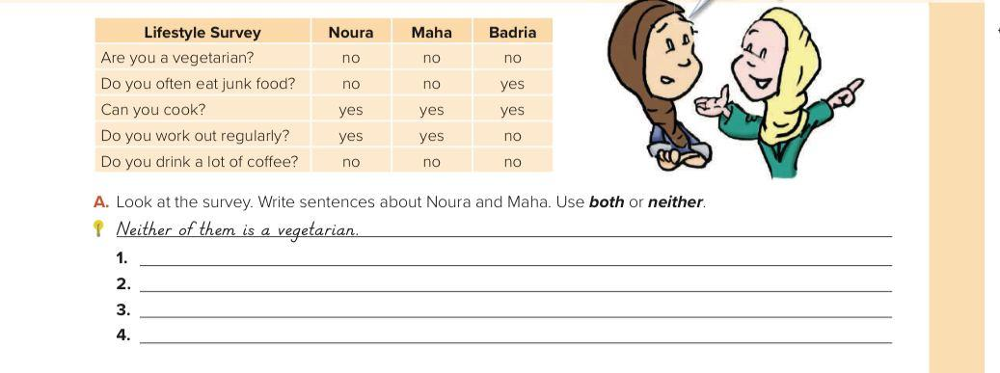 Lifestyle Survey Noura Maha Badria
Are you a vegetarian? no no no
Do you often eat junk food? no no yes
Can you cook? yes yes yes
Do you work out regularly? yes yes no
Do you drink a lot of coffee? no no no
A. Look at the survey. Write sentences about Noura and Maha. Use both or neither.
Neither of them is a vegetarian.
1.
2.
3.
4.